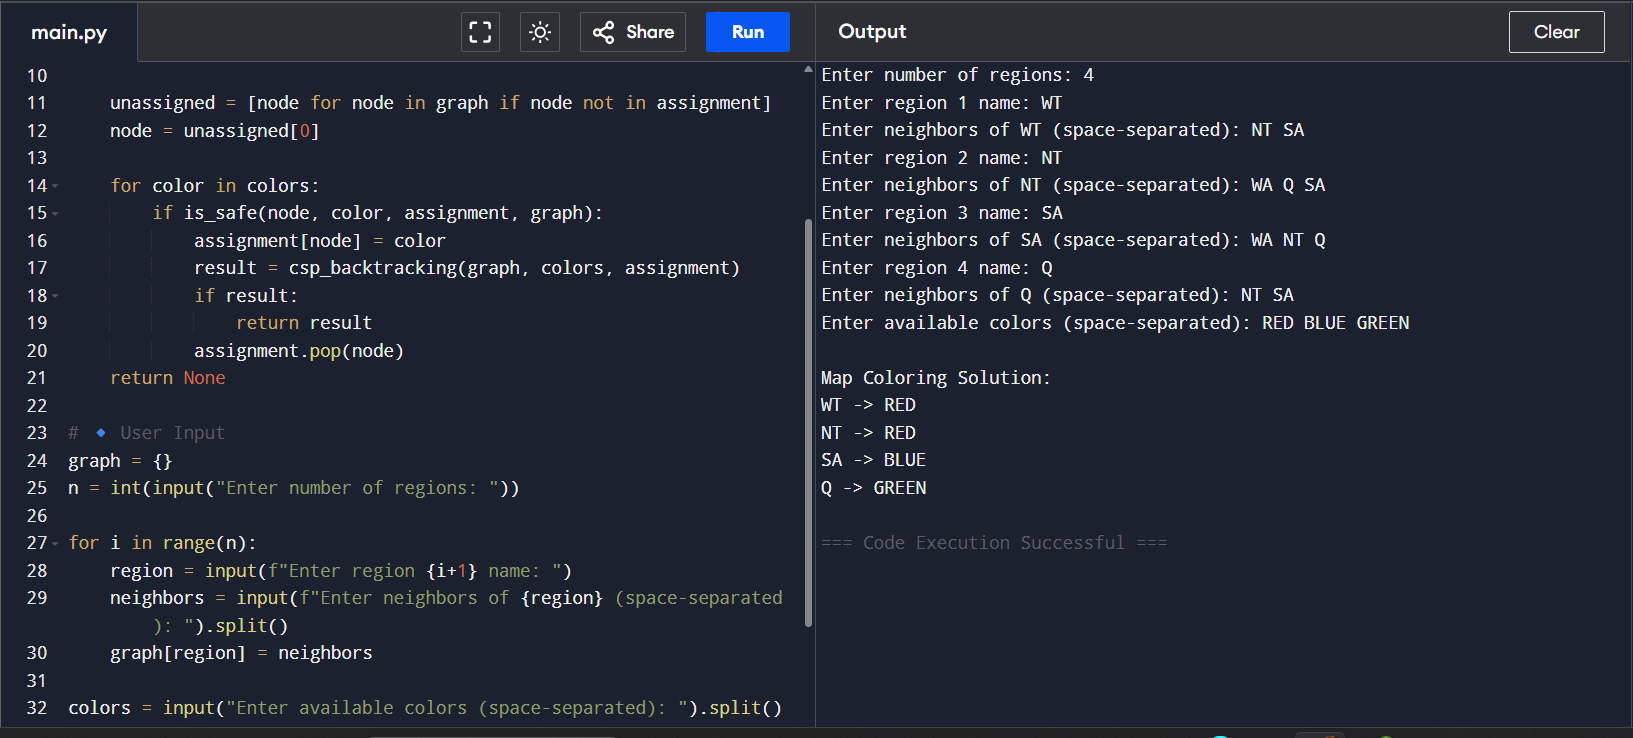 main.py
Share
Run
10
11 unassigned = [node for node in graph if node not in assignment]
12 node = unassigned[0]
13
14 for color in colors:
15 if is_safe(node, color, assignment, graph):
16 assignment[node] = color
17 result = csp_backtracking(graph, colors, assignment)
18 if result:
19 return result
20 assignment.pop(node)
21 return None
22
23 # 🔹 User Input
24 graph = {}
25 n = int(input("Enter number of regions: "))
26
27 for i in range(n):
28 region = input(f"Enter region {i+1} name: ")
29 neighbors = input(f"Enter neighbors of {region} (space-separated
): ").split()
30 graph[region] = neighbors
31
32 colors = input("Enter available colors (space-separated): ").split()
Output
Clear
Enter number of regions: 4
Enter region 1 name: WT
Enter neighbors of WT (space-separated): NT SA
Enter region 2 name: NT
Enter neighbors of NT (space-separated): WA Q SA
Enter region 3 name: SA
Enter neighbors of SA (space-separated): WA NT Q
Enter region 4 name: Q
Enter neighbors of Q (space-separated): NT SA
Enter available colors (space-separated): RED BLUE GREEN
Map Coloring Solution:
WT -> RED
NT -> RED
SA -> BLUE
Q -> GREEN
=== Code Execution Successful ===